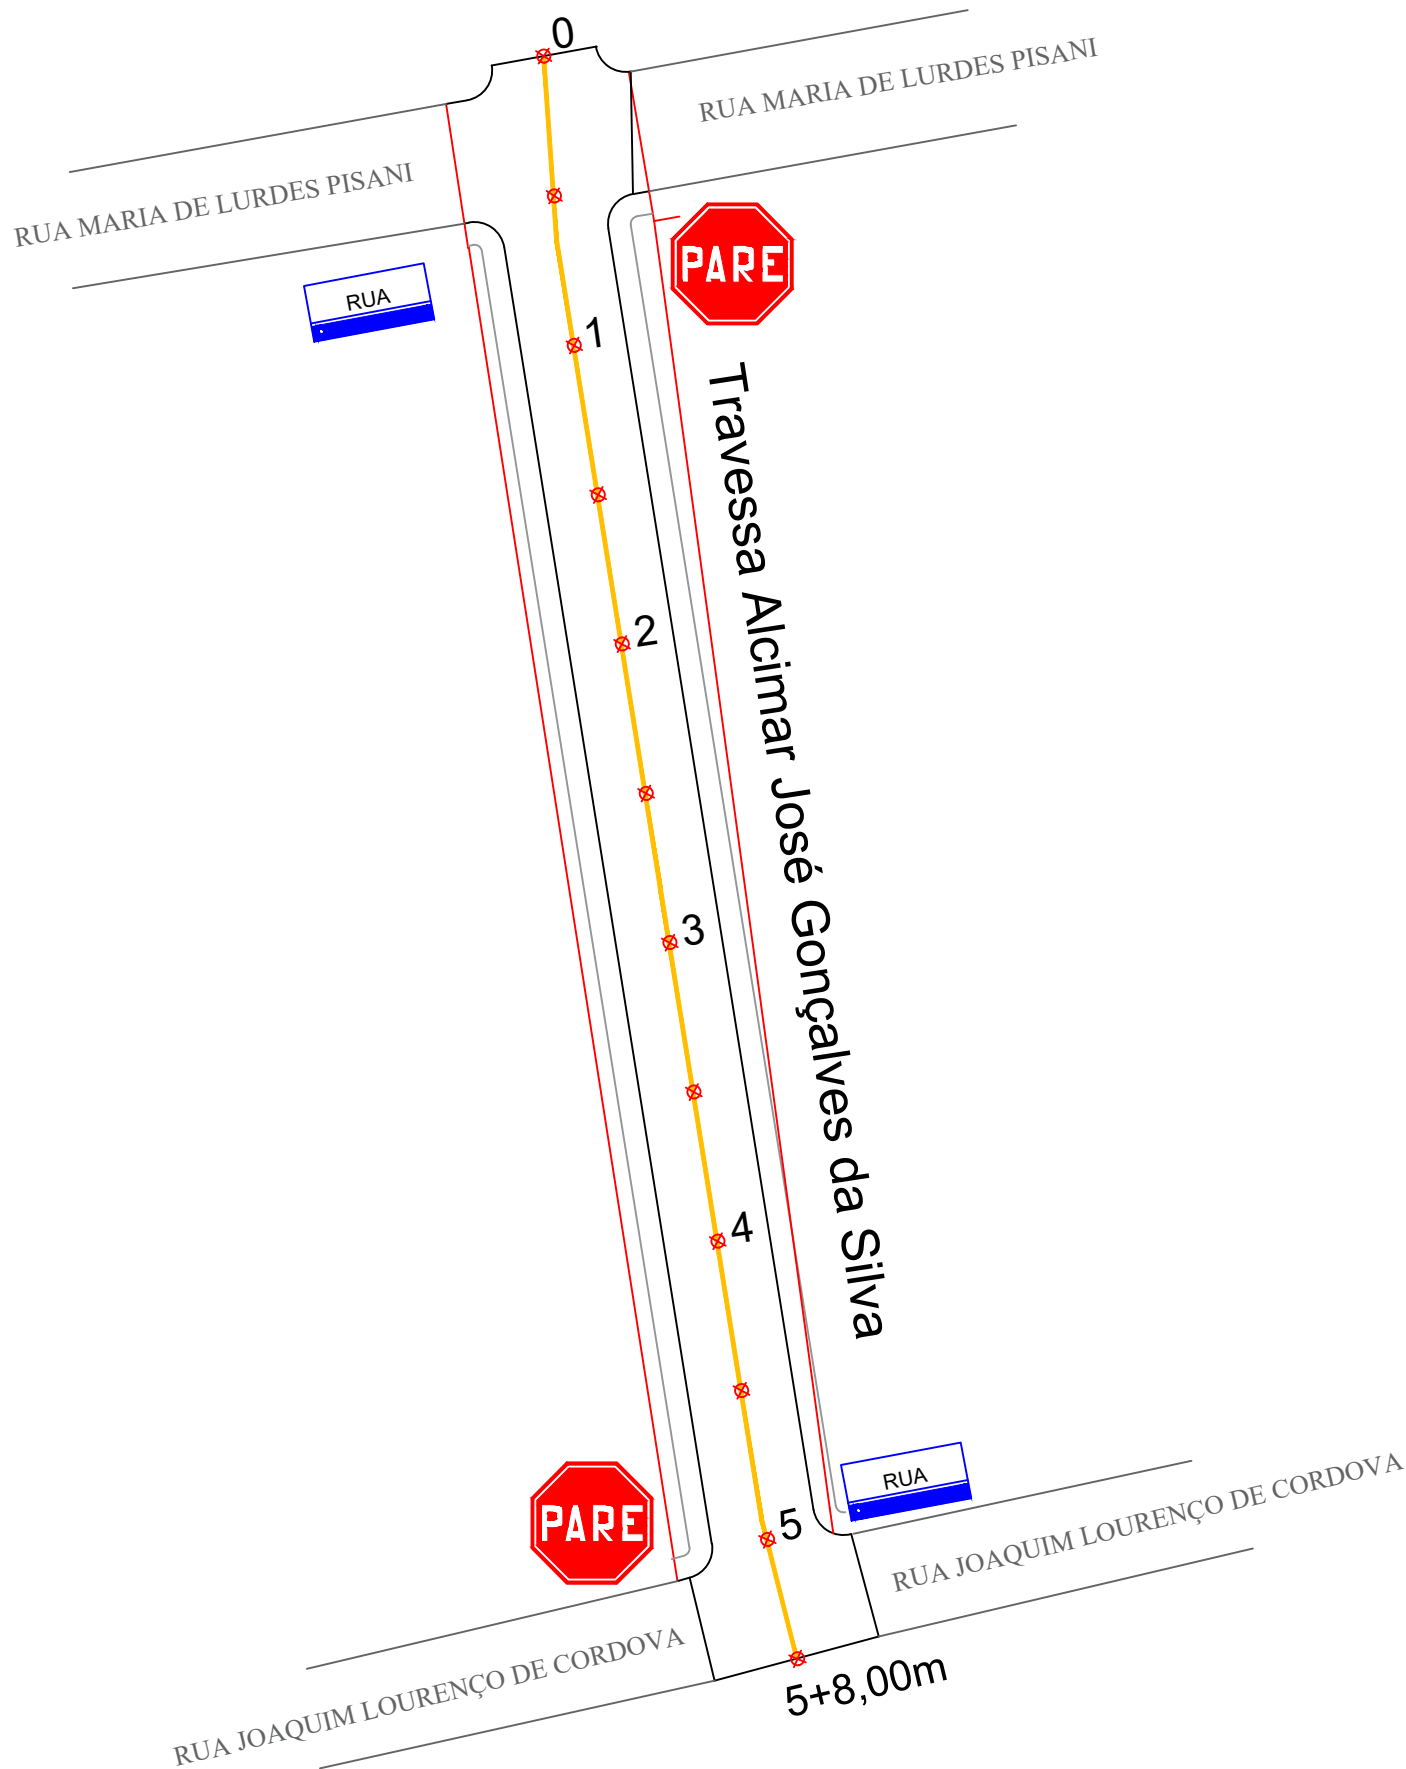 0
RUA MARIA DE LURDES PISANI
RUA MARIA DE LURDES PISANI
RUA
PARE
1
Travessa Alcimar José Gonçalves da Silva
2
3
4
PARE
RUA
5
RUA JOAQUIM LOURENÇO DE CORDOVA
RUA JOAQUIM LOURENÇO DE CORDOVA
5+8,00m